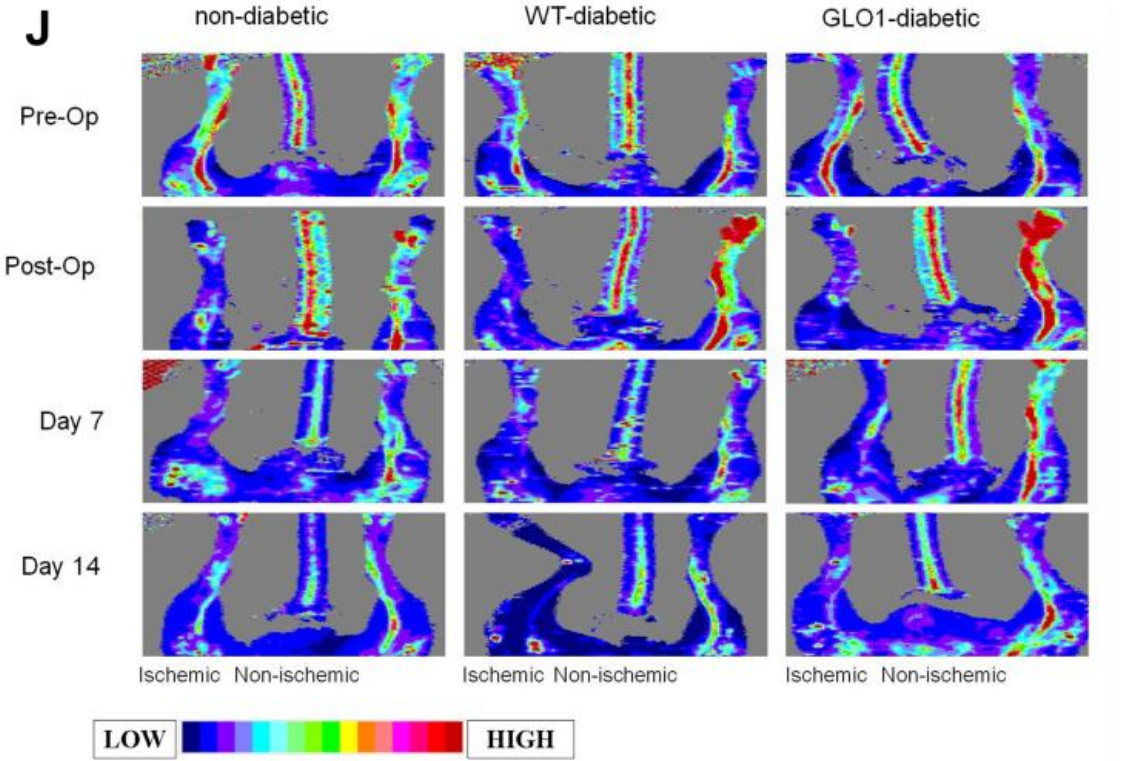 J
non-diabetic WT-diabetic GLO1-diabetic
Pre-Op
Post-Op
Day 7
Day 14
Ischemic Non-ischemic Ischemic Non-ischemic Ischemic Non-ischemic
LOW HIGH